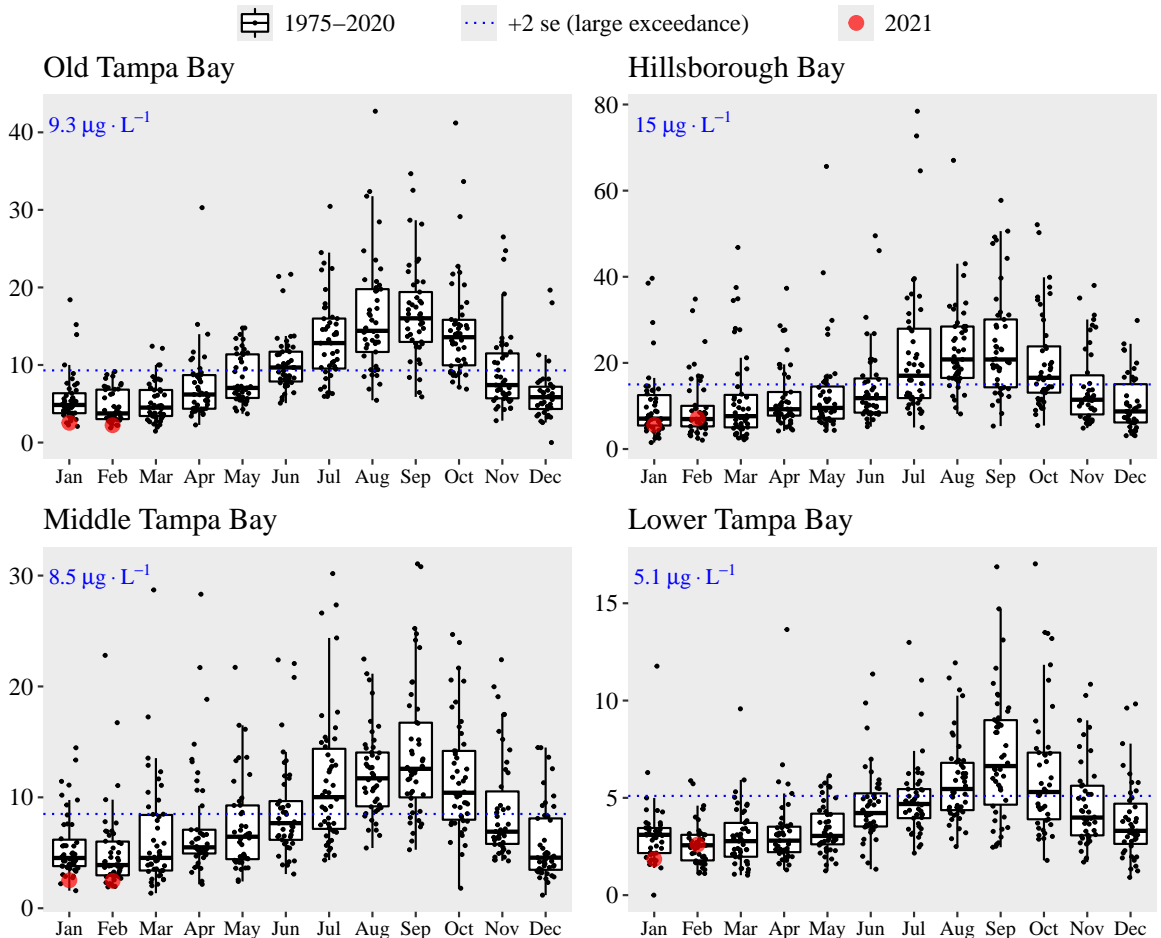 1975–2020 +2 se (large exceedance) 2021
Old Tampa Bay
9.3 μg · L⁻¹
40
30
20
10
0
Jan Feb Mar Apr May Jun Jul Aug Sep Oct Nov Dec
Hillsborough Bay
15 μg · L⁻¹
80
60
40
20
0
Jan Feb Mar Apr May Jun Jul Aug Sep Oct Nov Dec
Middle Tampa Bay
8.5 μg · L⁻¹
30
20
10
0
Jan Feb Mar Apr May Jun Jul Aug Sep Oct Nov Dec
Lower Tampa Bay
5.1 μg · L⁻¹
15
10
5
0
Jan Feb Mar Apr May Jun Jul Aug Sep Oct Nov Dec